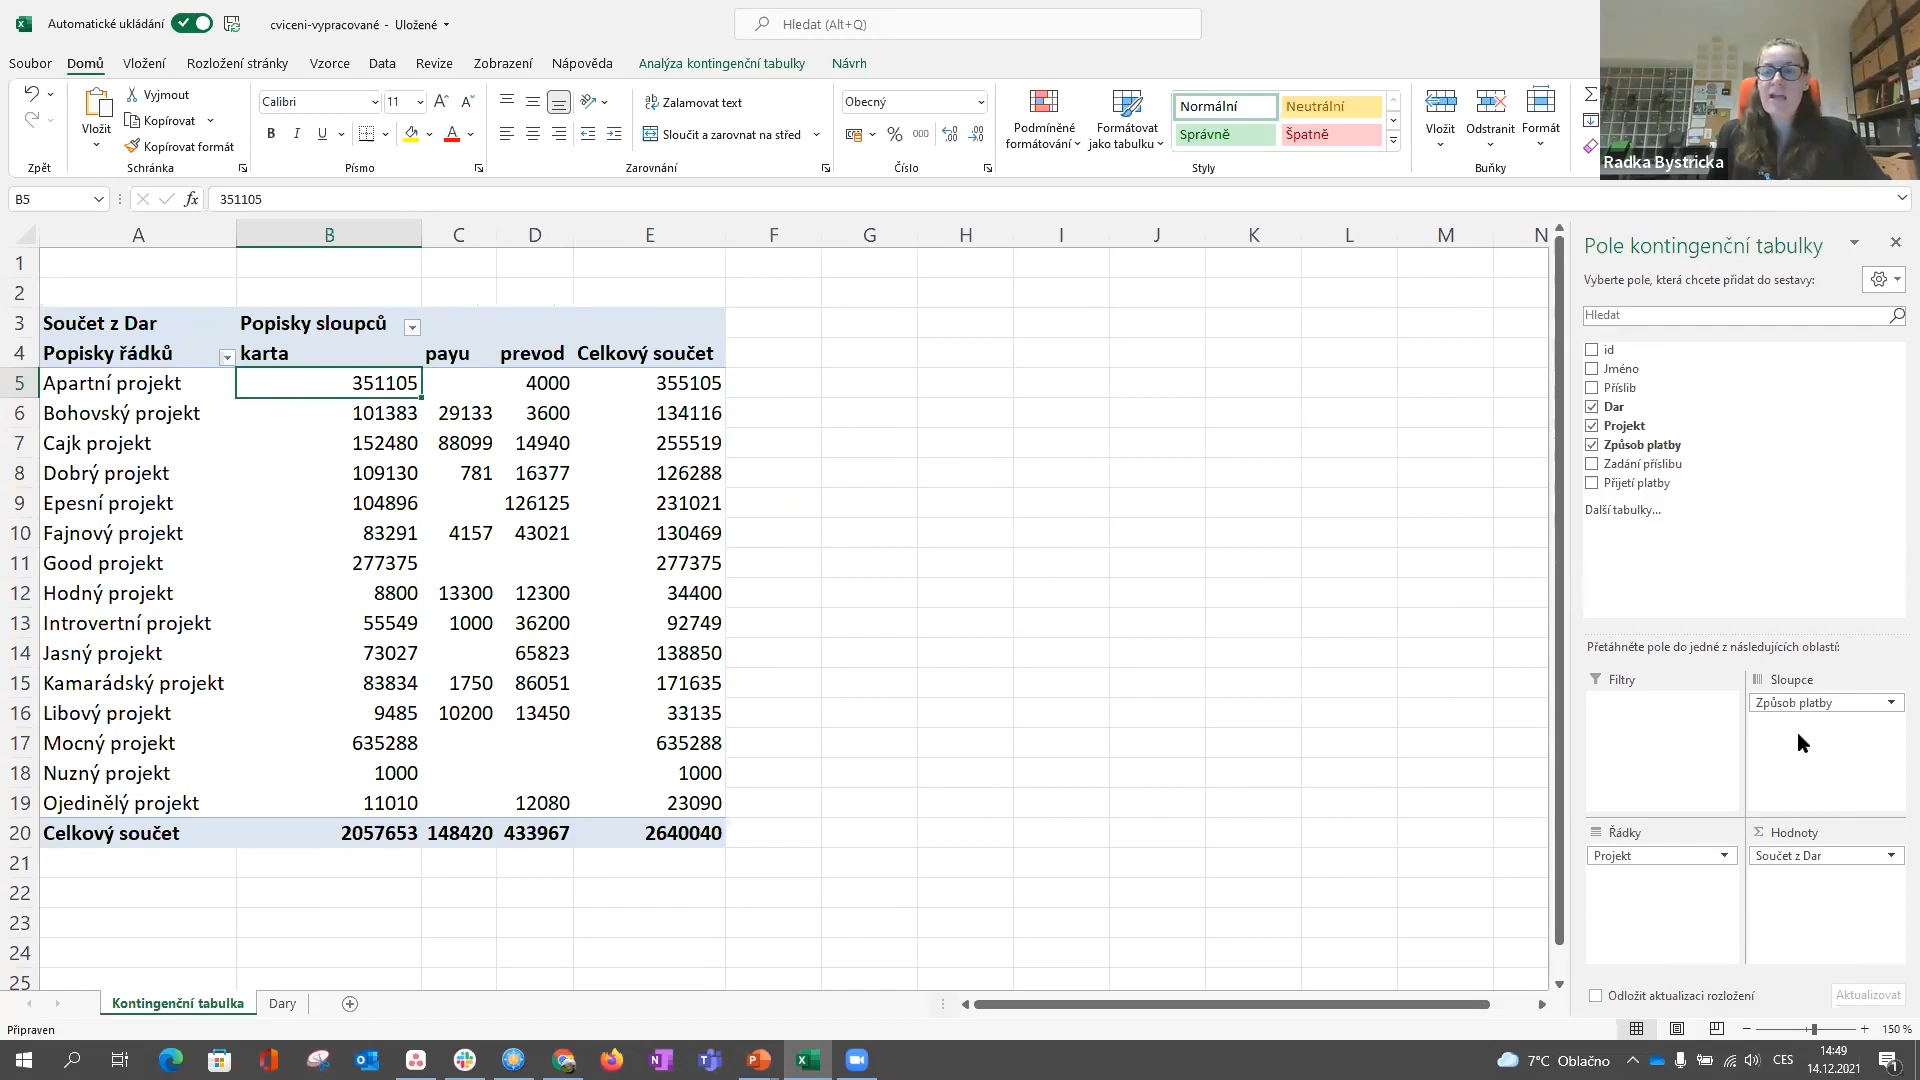 Automatické ukládání
cviceni-vypracované - Uložené
Hledat (Alt+Q)
Soubor Domů Vložení Rozložení stránky Vzorce Data Revize Zobrazení Nápověda Analýza kontingenční tabulky Návrh
Vložit
Vyjmout
Kopírovat
Kopírovat formát
Calibri 11
B I U
Zalamovat text
Sloučit a zarovnat na střed
Obecný
% 000
Podmíněné formátování
Formátovat jako tabulku
Normální Neutrální
Správně Špatně
Vložit Odstranit Formát
Zpět Schránka Písmo Zarovnání Číslo Styly Buňky
Radka Bystricka
B5 fx 351105
A B C D E F G H I J K L M N
1
2
3 Součet z Dar Popisky sloupců
4 Popisky řádků karta payu prevod Celkový součet
5 Apartní projekt 351105 4000 355105
6 Bohovský projekt 101383 29133 3600 134116
7 Cajk projekt 152480 88099 14940 255519
8 Dobrý projekt 109130 781 16377 126288
9 Epesní projekt 104896 126125 231021
10 Fajnový projekt 83291 4157 43021 130469
11 Good projekt 277375 277375
12 Hodný projekt 8800 13300 12300 34400
13 Introvertní projekt 55549 1000 36200 92749
14 Jasný projekt 73027 65823 138850
15 Kamarádský projekt 83834 1750 86051 171635
16 Libový projekt 9485 10200 13450 33135
17 Mocný projekt 635288 635288
18 Nuzný projekt 1000 1000
19 Ojedinělý projekt 11010 12080 23090
20 Celkový součet 2057653 148420 433967 2640040
21
22
23
24
25
Pole kontingenční tabulky
Vyberte pole, která chcete přidat do sestavy:
Hledat
id
Jméno
Příslib
Dar
Projekt
Způsob platby
Zadání příslibu
Přijetí platby
Další tabulky...
Přetáhněte pole do jedné z následujících oblastí:
Filtry
Sloupce
Způsob platby
Řádky
Projekt
Hodnoty
Součet z Dar
Odložit aktualizaci rozložení
Aktualizovat
Kontingenční tabulka Dary
Připraven
150 %
7°C Oblačno
CES
14:49
14.12.2021
1